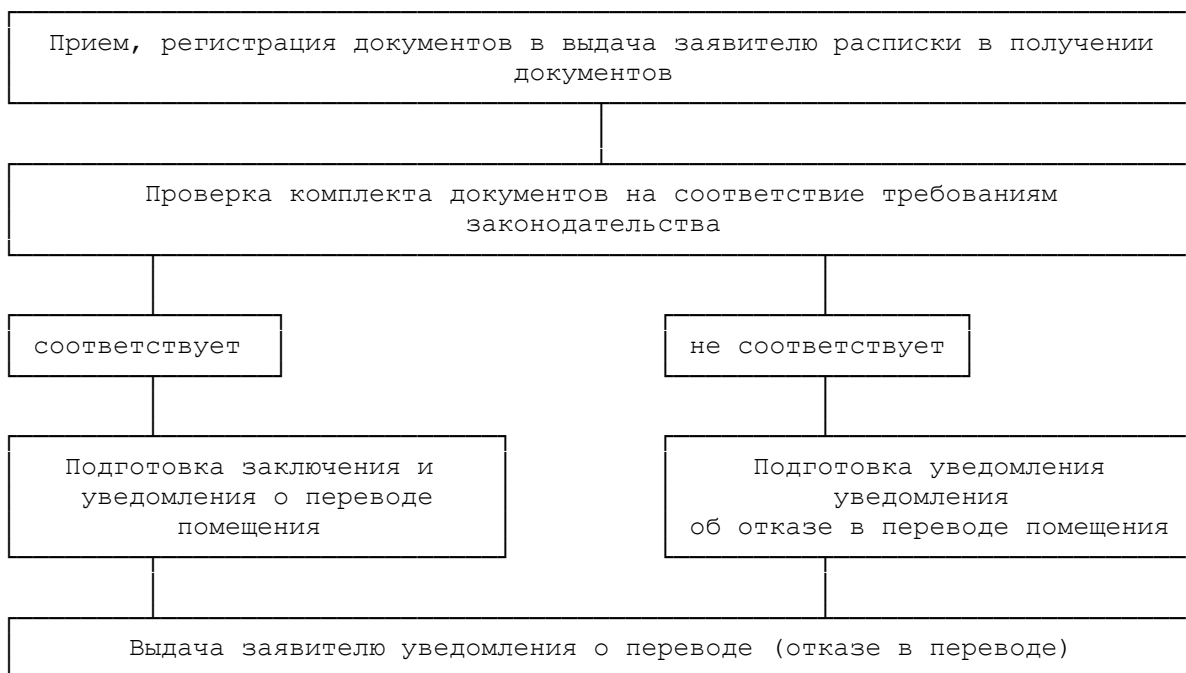 Прием, регистрация документов в выдача заявителю расписки в получении
документов
Проверка комплекта документов на соответствие требованиям
законодательства
соответствует
не соответствует
Подготовка заключения и
уведомления о переводе
помещения
Подготовка уведомления
уведомления
об отказе в переводе помещения
Выдача заявителю уведомления о переводе (отказе в переводе)